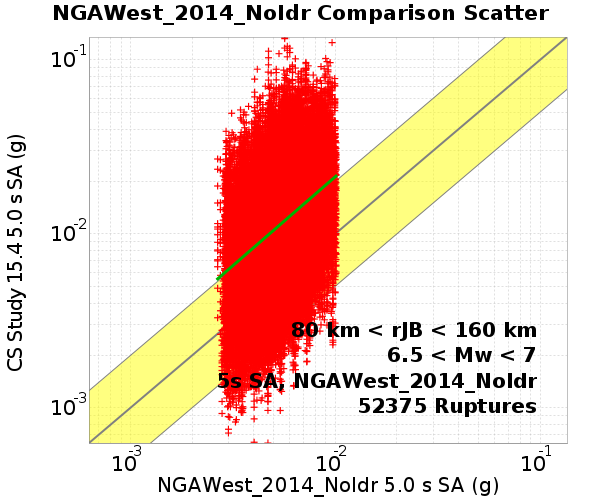 NGAWest_2014_NoIdr Comparison Scatter
CS Study 15.4 5.0 s SA (g)
10-1
10-2
10-3
80 km < rJB < 160 km
6.5 < Mw < 7
5s SA, NGAWest_2014_NoIdr
52375 Ruptures
10-3 10-2 10-1
NGAWest_2014_NoIdr 5.0 s SA (g)